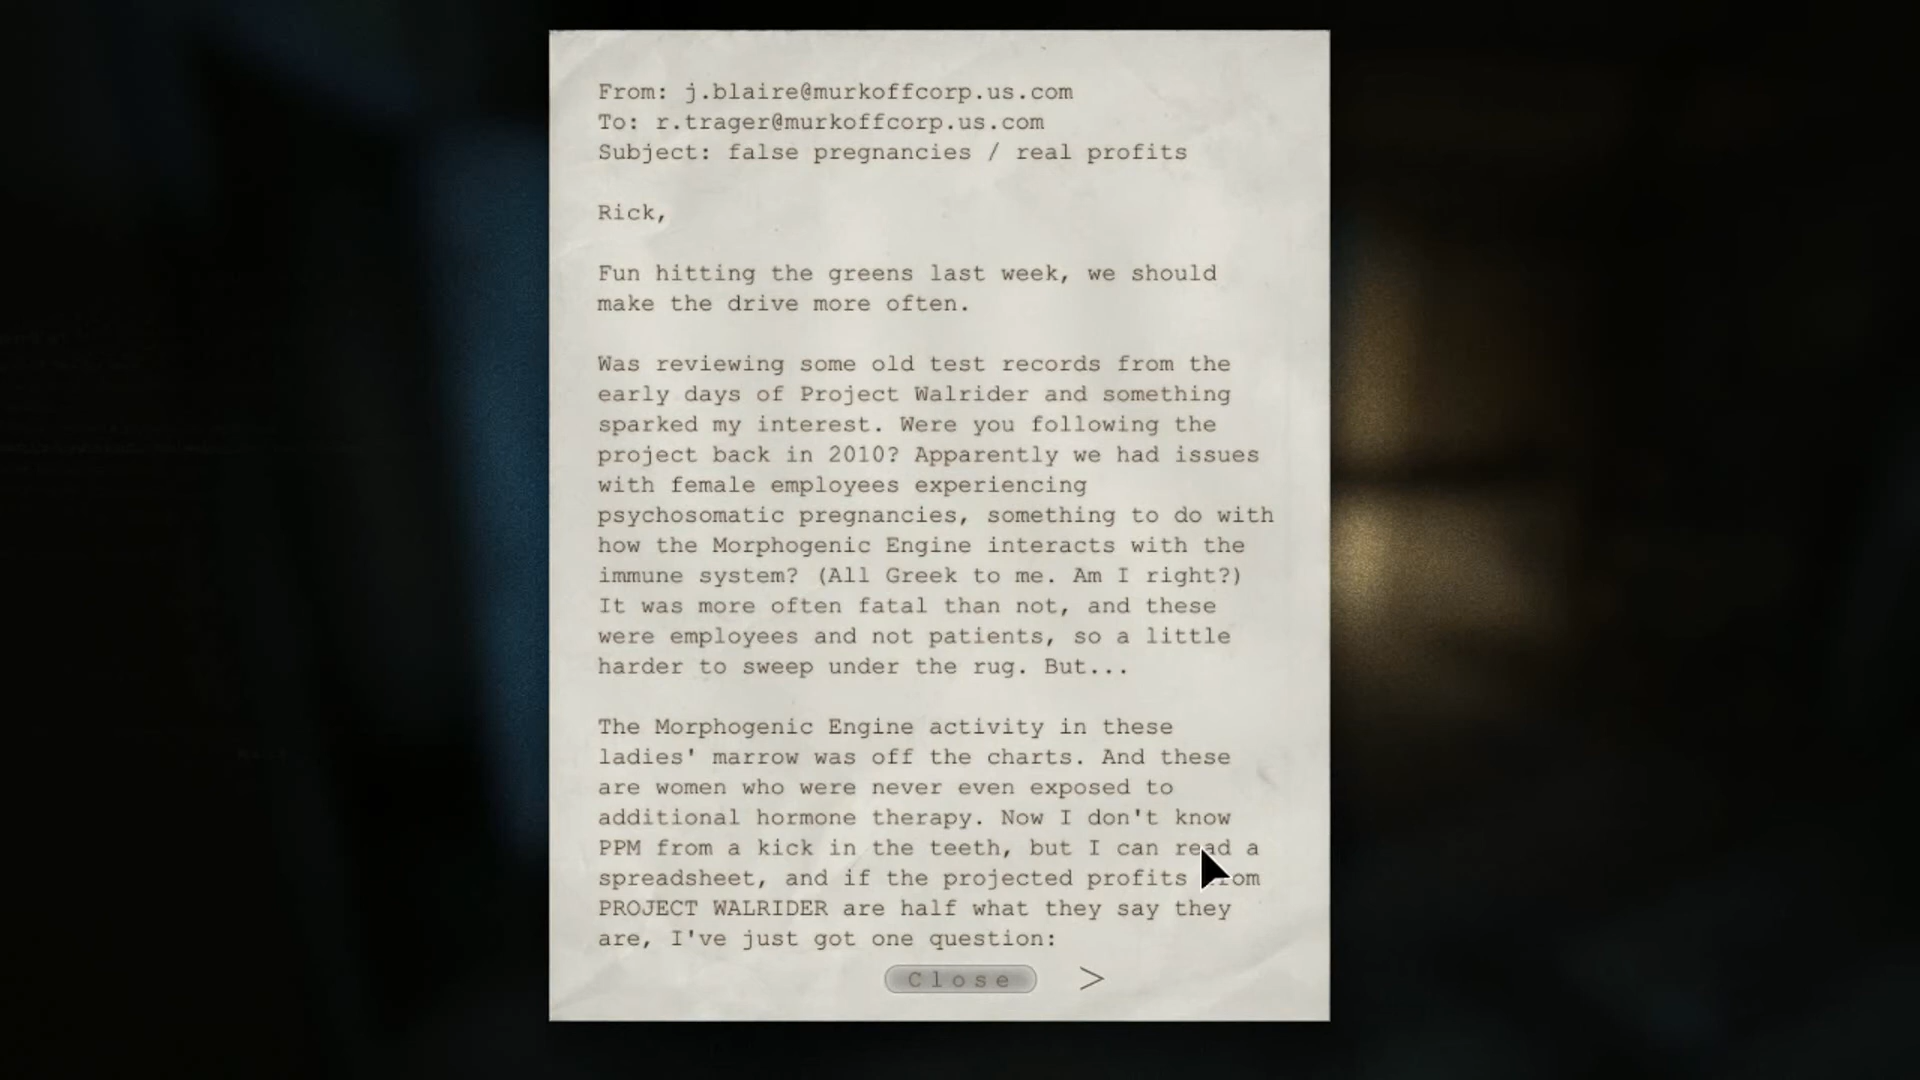 From: j.blaire@murkoffcorp.us.com
To: r.trager@murkoffcorp.us.com
Subject: false pregnancies / real profits
Rick,
Fun hitting the greens last week, we should
make the drive more often.
Was reviewing some old test records from the
early days of Project Walrider and something
sparked my interest. Were you following the
project back in 2010? Apparently we had issues
with female employees experiencing
psychosomatic pregnancies, something to do with
how the Morphogenic Engine interacts with the
immune system? (All Greek to me. Am I right?)
It was more often fatal than not, and these
were employees and not patients, so a little
harder to sweep under the rug. But...
The Morphogenic Engine activity in these
ladies' marrow was off the charts. And these
are women who were never even exposed to
additional hormone therapy. Now I don't know
PPM from a kick in the teeth, but I can read a
spreadsheet, and if the projected profits from
PROJECT WALRIDER are half what they say they
are, I've just got one question:
Close >